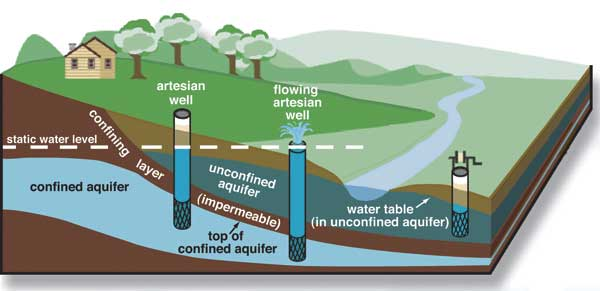 artesian
well
flowing
artesian
well
static water level
confining
layer
(impermeable)
confined aquifer
unconfined
aquifer
top of
confined aquifer
water table
(in unconfined aquifer)